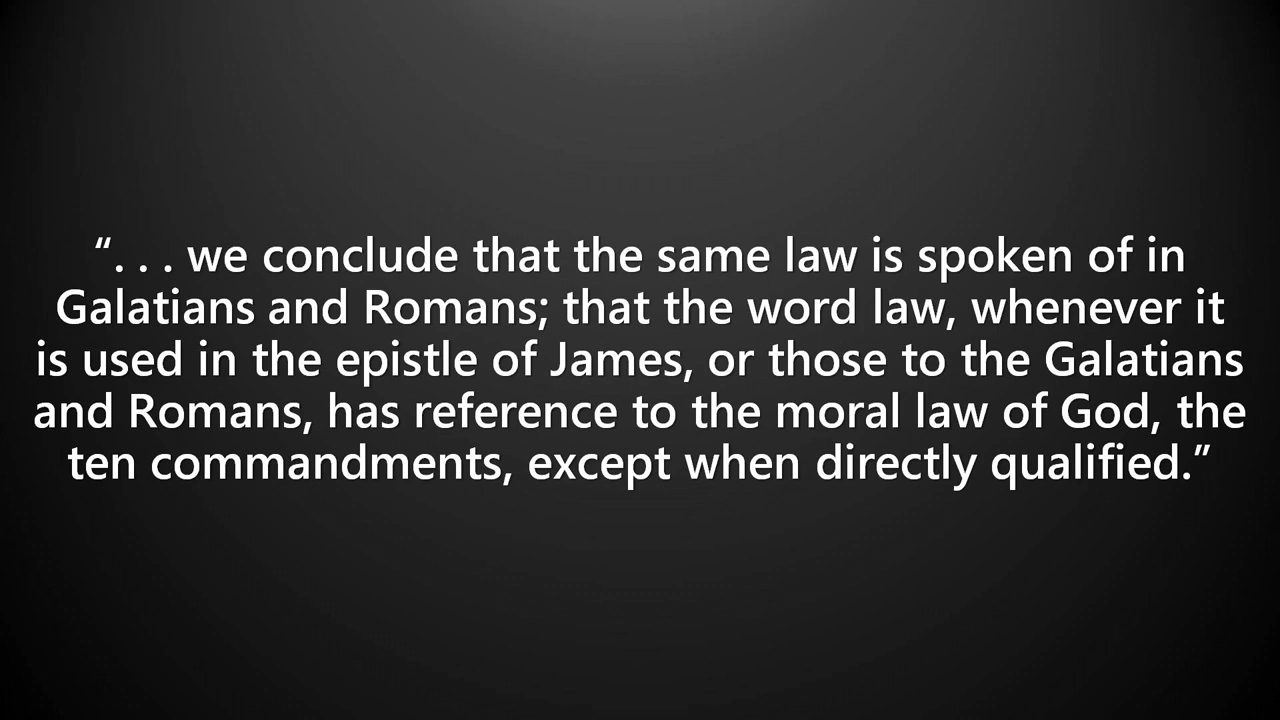 “. . . we conclude that the same law is spoken of in
Galatians and Romans; that the word law, whenever it
is used in the epistle of James, or those to the Galatians
and Romans, has reference to the moral law of God, the
ten commandments, except when directly qualified.”